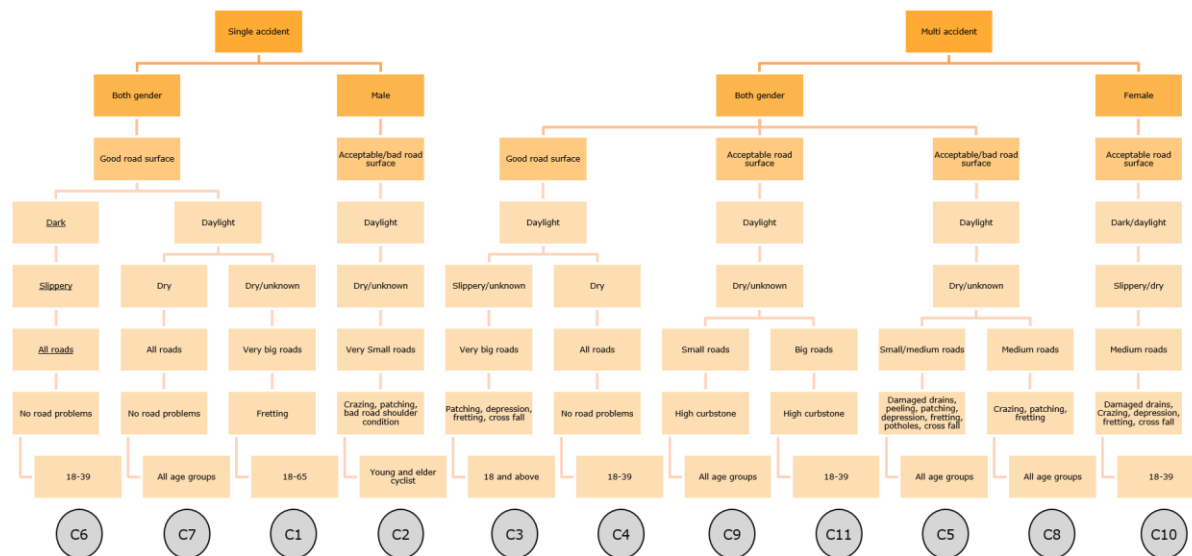 Single accident
Multi accident
Both gender
Male
Both gender
Female
Good road surface
Acceptable/bad road
surface
Good road surface
Acceptable road
surface
Acceptable/bad road
surface
Acceptable road
surface
Dark
Daylight
Daylight
Daylight
Daylight
Daylight
Dark/daylight
Slippery
Dry
Dry/unknown
Dry/unknown
Slippery/unknown
Dry
Dry/unknown
Dry/unknown
Slippery/dry
All roads
All roads
Very big roads
Very Small roads
Very big roads
All roads
Small roads
Big roads
Small/medium roads
Medium roads
Medium roads
No road problems
No road problems
Fretting
Crazing, patching,
bad road shoulder
condition
Patching, depression,
fretting, cross fall
No road problems
High curbstone
High curbstone
Damaged drains,
peeling, patching,
depression, fretting,
potholes, cross fall
Crazing, patching,
fretting
Damaged drains,
Crazing, depression,
fretting, cross fall
18-39
All age groups
18-65
Young and elder
cyclist
18 and above
18-39
All age groups
18-39
All age groups
All age groups
18-39
C6
C7
C1
C2
C3
C4
C9
C11
C5
C8
C10